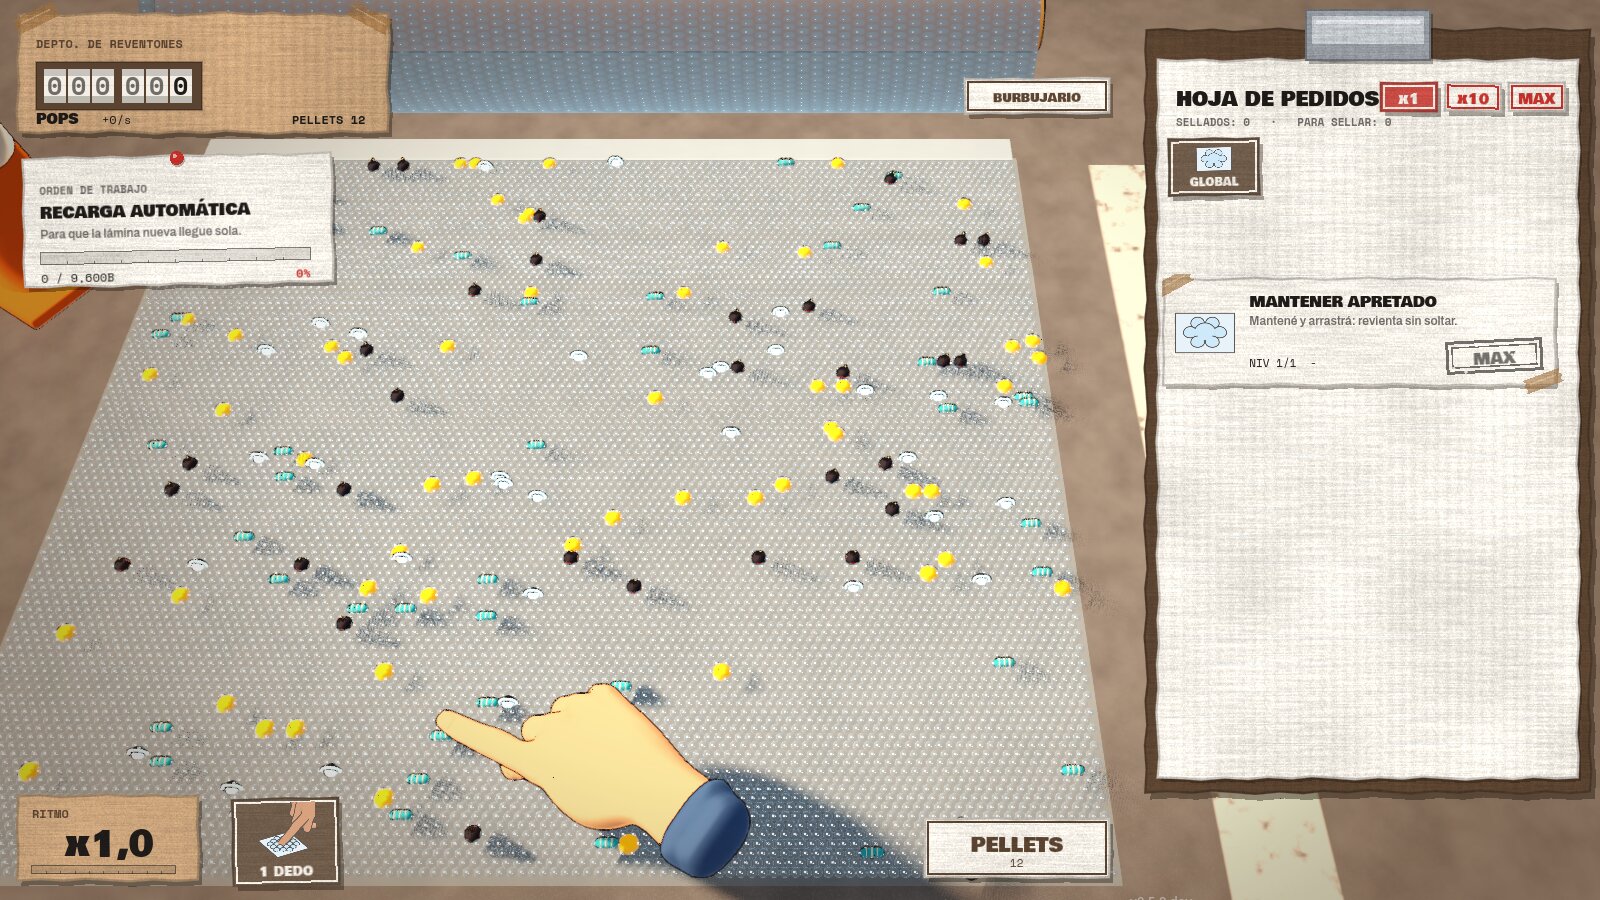 DEPTO. DE REVENTONES
000 000
POPS +0/s PELLETS 12
ORDEN DE TRABAJO
RECARGA AUTOMÁTICA
Para que la lámina nueva llegue sola.
0 / 9.600B 0%
BURBUJARIO
HOJA DE PEDIDOS x1 x10 MAX
SELLADOS: 0 · PARA SELLAR: 0
GLOBAL
MANTENER APRETADO
Mantené y arrastrá: revienta sin soltar.
NIV 1/1 -
MAX
RITMO
x1,0
1 DEDO
PELLETS
12